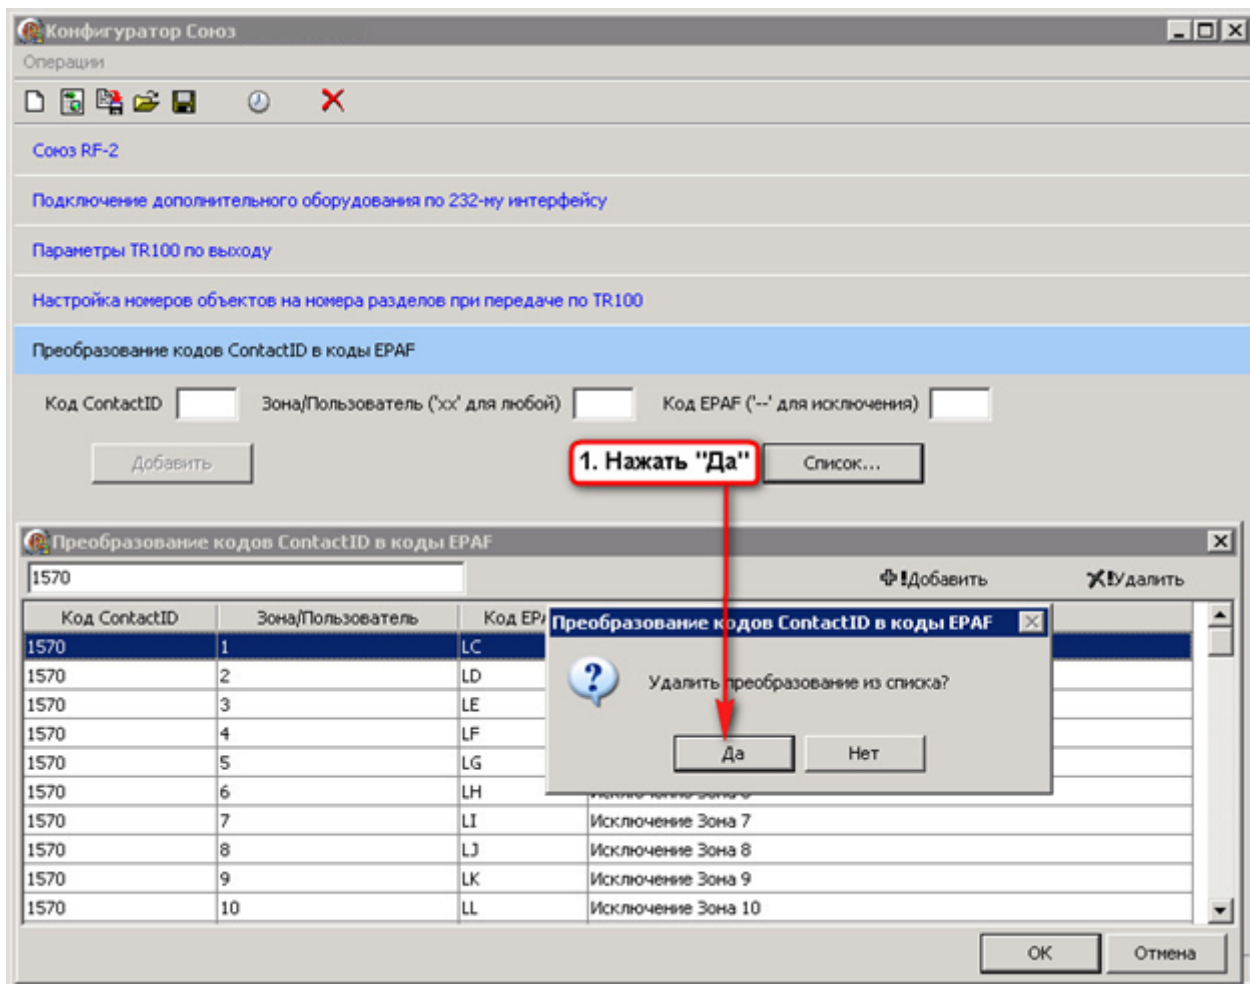 Конфигуратор Союз
Операции
Союз RF-2
Подключение дополнительного оборудования по 232-му интерфейсу
Параметры TR100 по выходу
Настройка номеров объектов на номера разделов при передаче по TR100
Преобразование кодов ContactID в коды EPAF
Код ContactID Зона/Пользователь ('xx' для любой) Код EPAF ('--' для исключения)
Добавить 1. Нажать "Да" Список...
Преобразование кодов ContactID в коды EPAF
1570 Добавить Удалить
Код ContactID Зона/Пользователь Код
Преобразование кодов ContactID в коды EPAF
Удалить преобразование из списка?
Да Нет
1570 1 LC
1570 2 LD
1570 3 LE
1570 4 LF
1570 5 LG
1570 6 LH
1570 7 LI Исключение Зона 7
1570 8 LJ Исключение Зона 8
1570 9 LK Исключение Зона 9
1570 10 LL Исключение Зона 10
OK Отмена